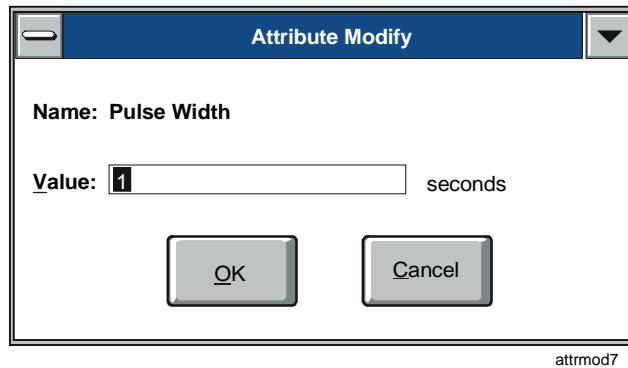 Attribute Modify
Name: Pulse Width
Value: 1 seconds
OK Cancel
attrmod7